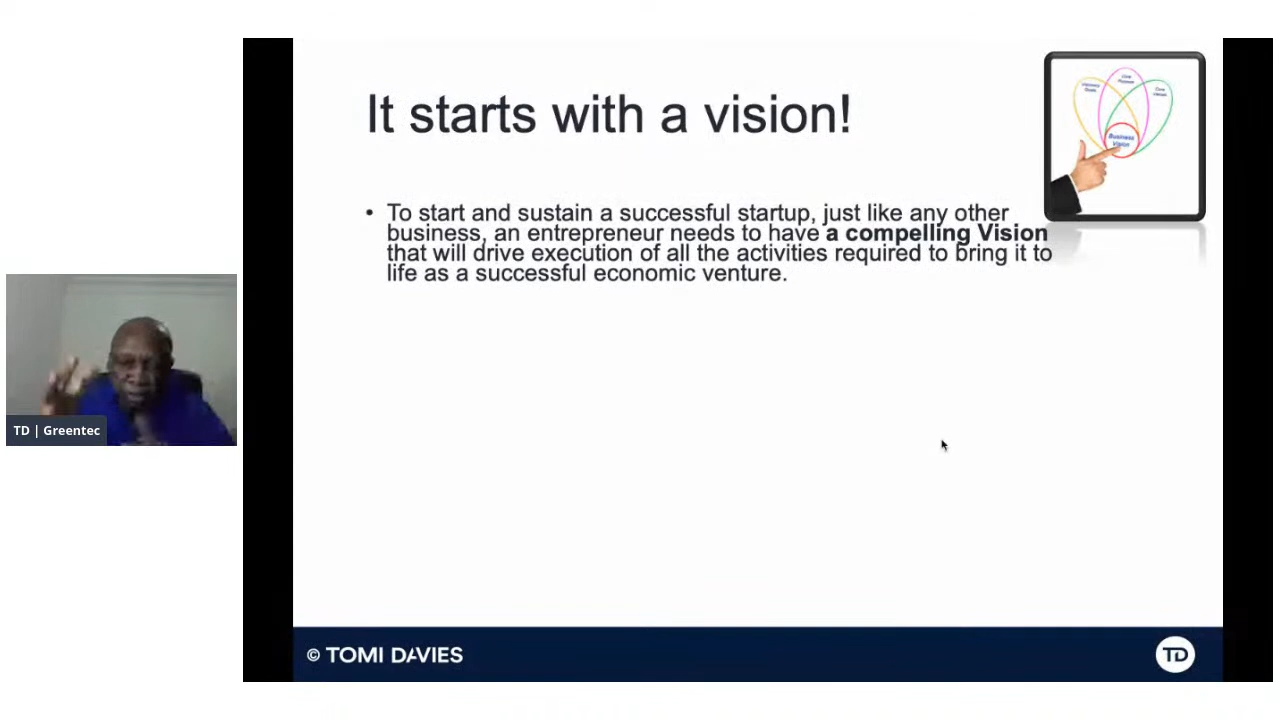 It starts with a vision!
Business
Vision
• To start and sustain a successful startup, just like any other
business, an entrepreneur needs to have a compelling Vision
that will drive execution of all the activities required to bring it to
life as a successful economic venture.
TD | Greentec
© TOMI DAVIES
TD